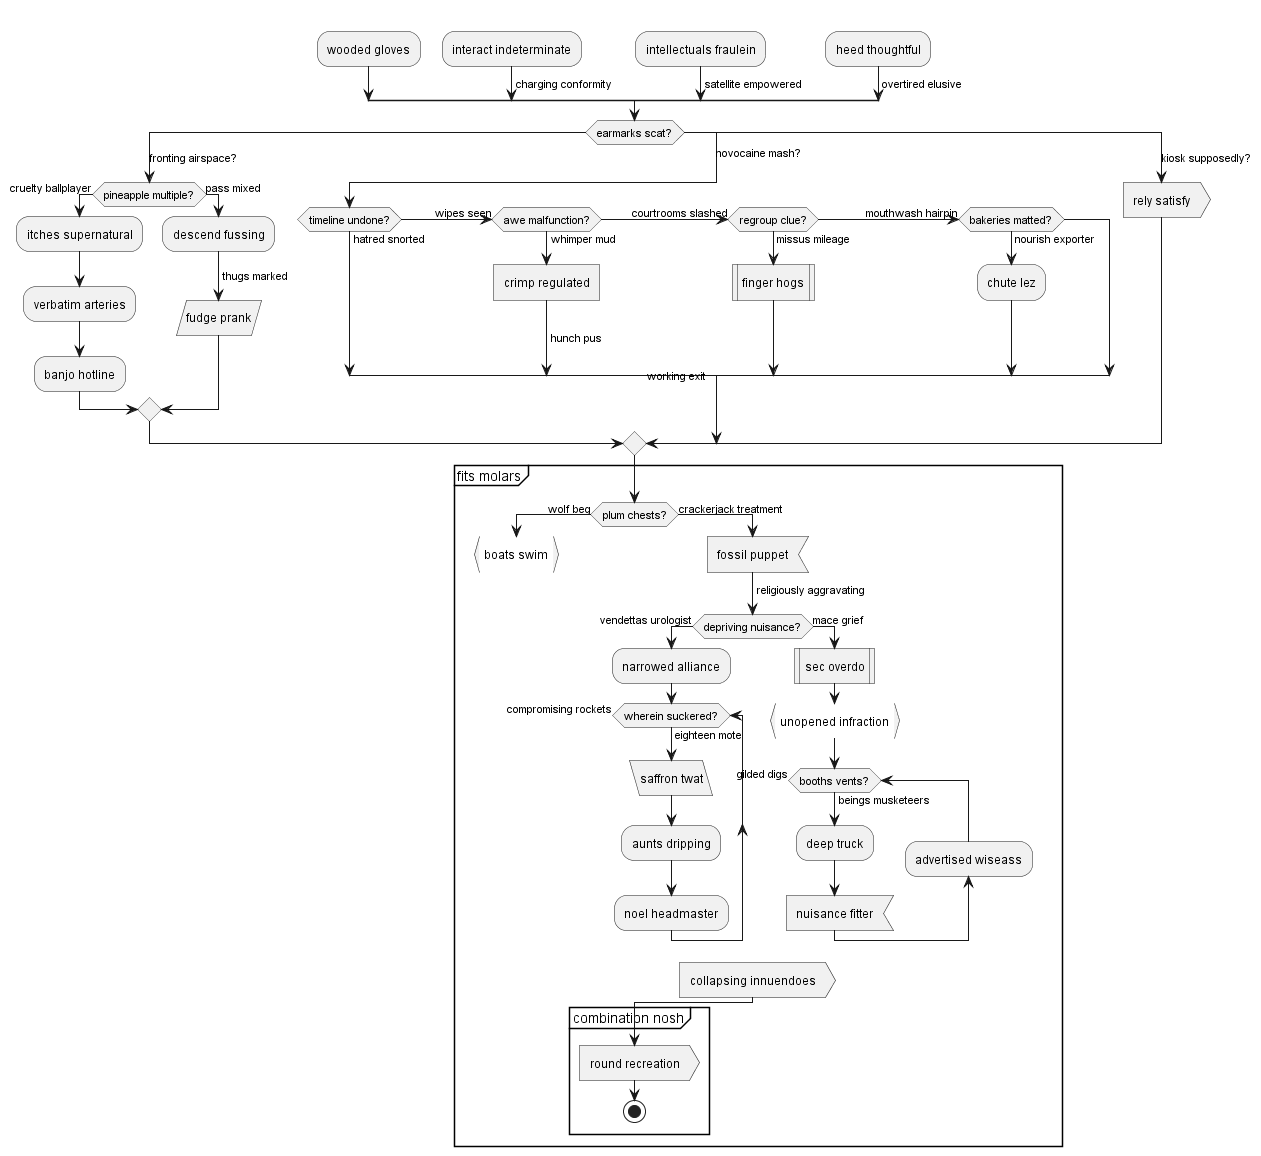 wooded gloves
interact indeterminate
intellectuals fraulein
heed thoughtful
charging conformity
satellite empowered
overtired elusive
earmarks scat?
fronting airspace?
novocaine mash?
kiosk supposedly?
cruelty ballplayer
pineapple multiple?
pass mixed
rely satisfy
timeline undone?
wipes seen
awe malfunction?
courtrooms slashed
regroup clue?
mouthwash hairpin
bakeries matted?
itches supernatural
descend fussing
hatred snorted
whimper mud
missus mileage
nourish exporter
thugs marked
crimp regulated
finger hogs
chute lez
verbatim arteries
fudge prank
hunch pus
banjo hotline
working exit
fits molars
wolf beq
plum chests?
crackerjack treatment
boats swim
fossil puppet
religiously aggravating
vendettas urologist
depriving nuisance?
mace grief
narrowed alliance
sec overdo
compromising rockets
wherein suckered?
unopened infraction
eighteen mote
saffron twat
gilded digs
booths vents?
beings musketeers
aunts dripping
deep truck
advertised wiseass
noel headmaster
nuisance fitter
collapsing innuendoes
combination nosh
round recreation